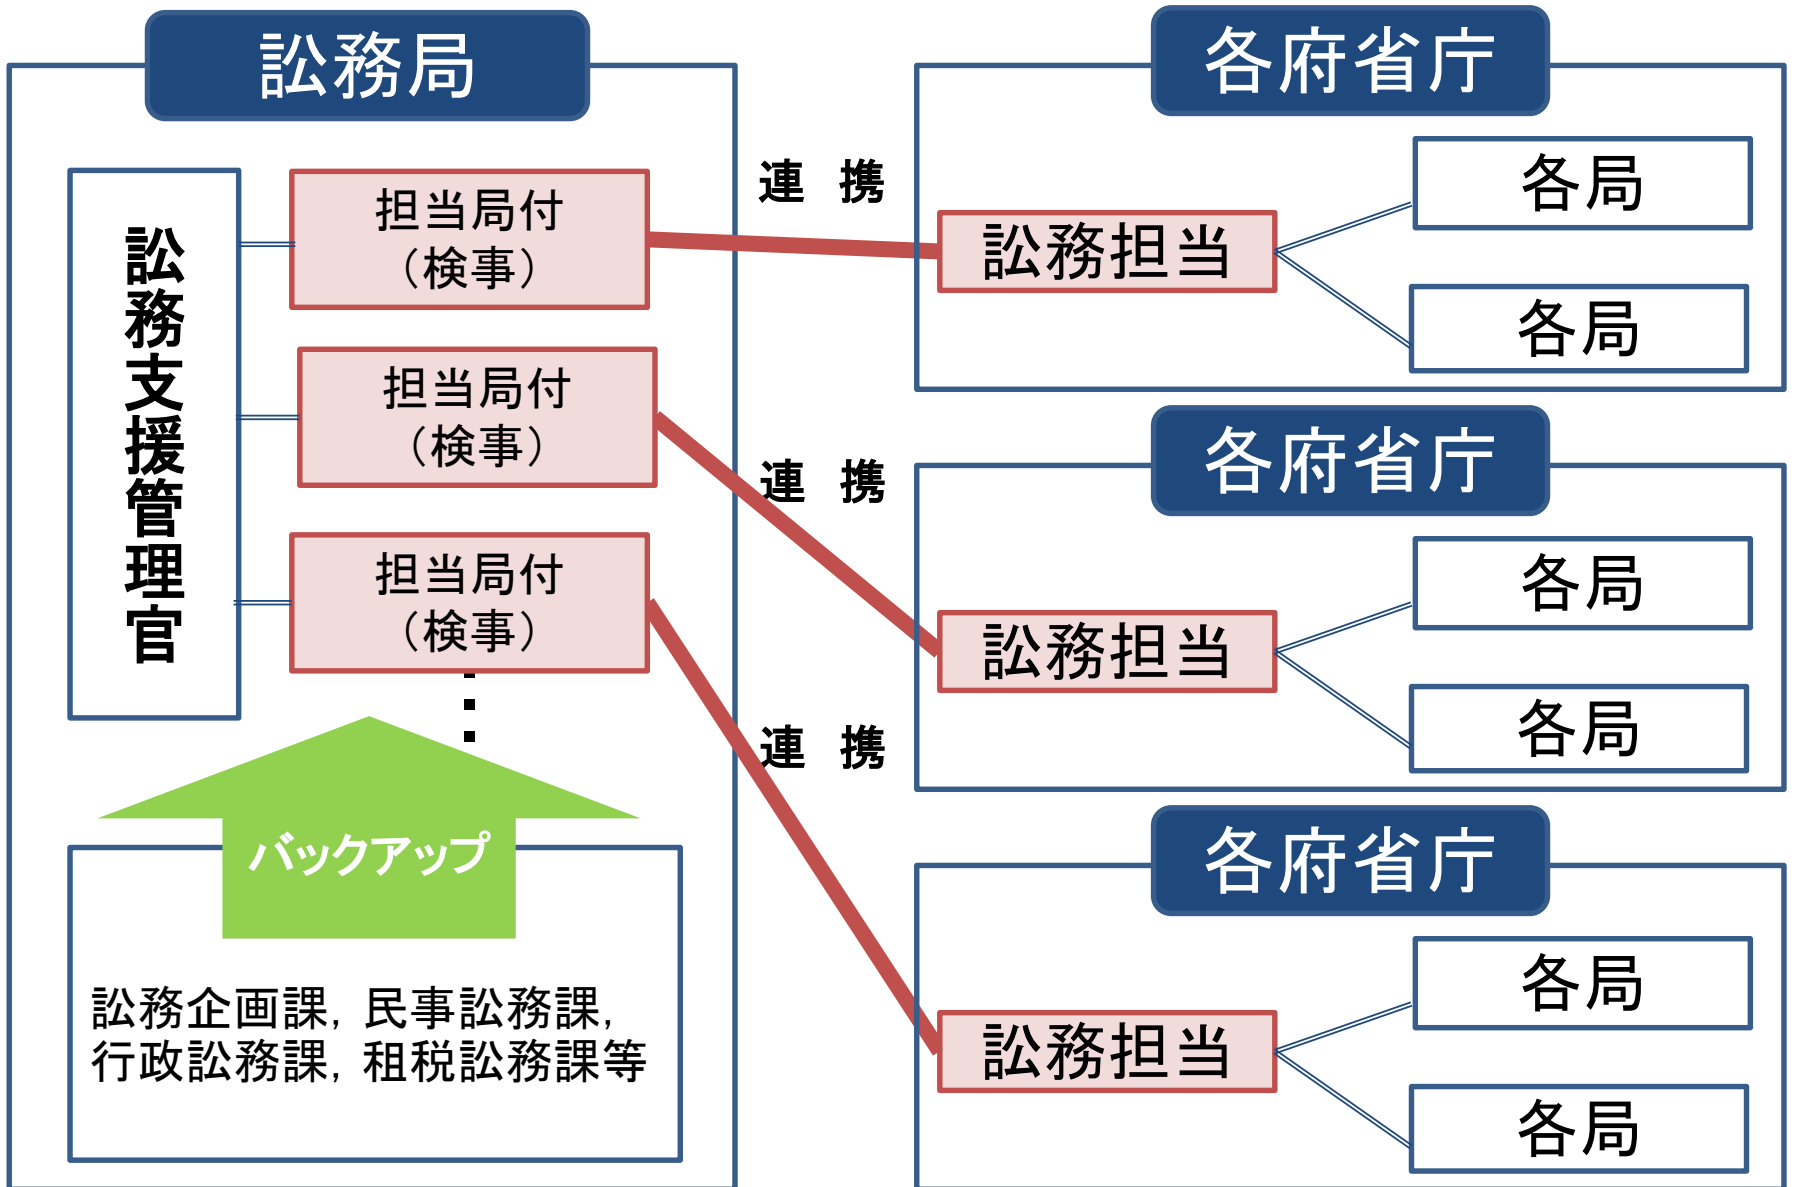 訟務局
訟務支援管理官
担当局付
（検事）
担当局付
（検事）
担当局付
（検事）
バックアップ
訟務企画課，民事訟務課，
行政訟務課，租税訟務課等
連　携
連　携
連　携
各府省庁
訟務担当
各局
各局
各府省庁
訟務担当
各局
各局
各府省庁
訟務担当
各局
各局